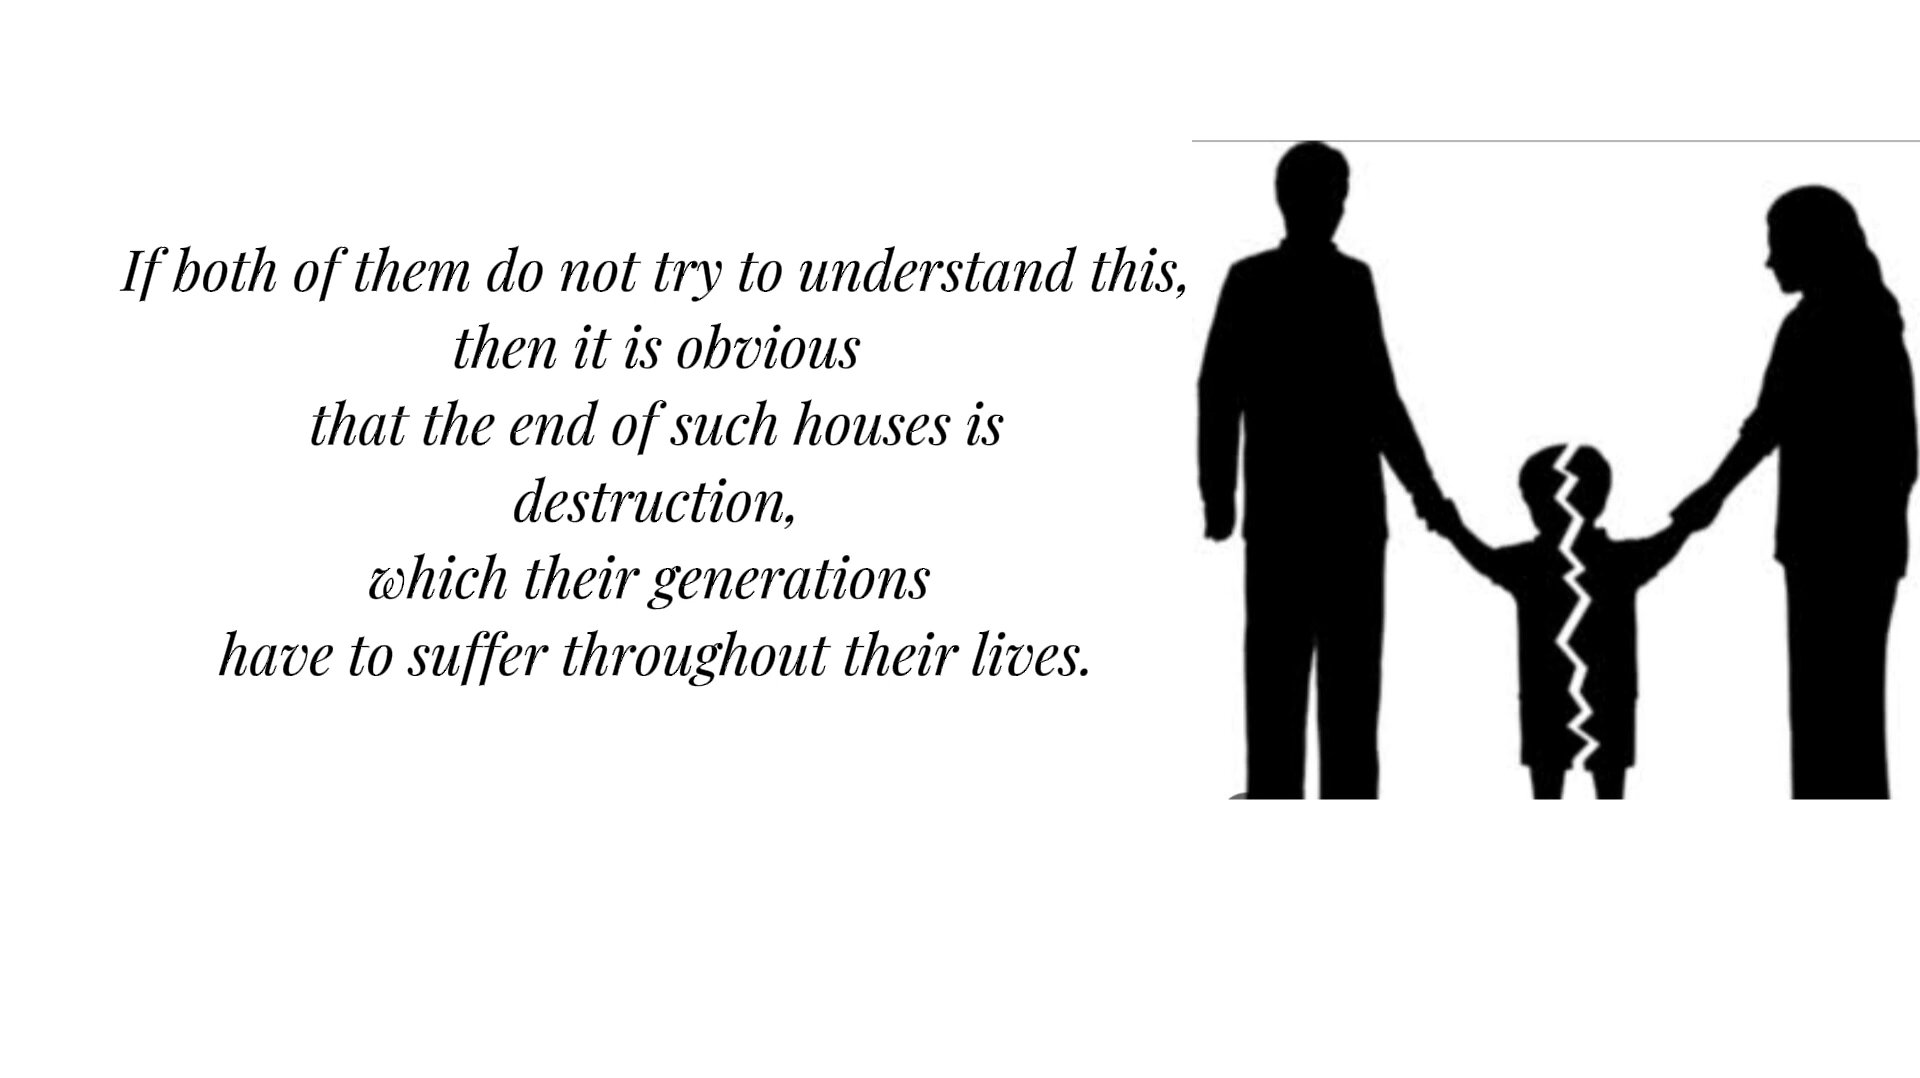 If both of them do not try to understand this,
then it is obvious
that the end of such houses is
destruction,
which their generations
have to suffer throughout their lives.